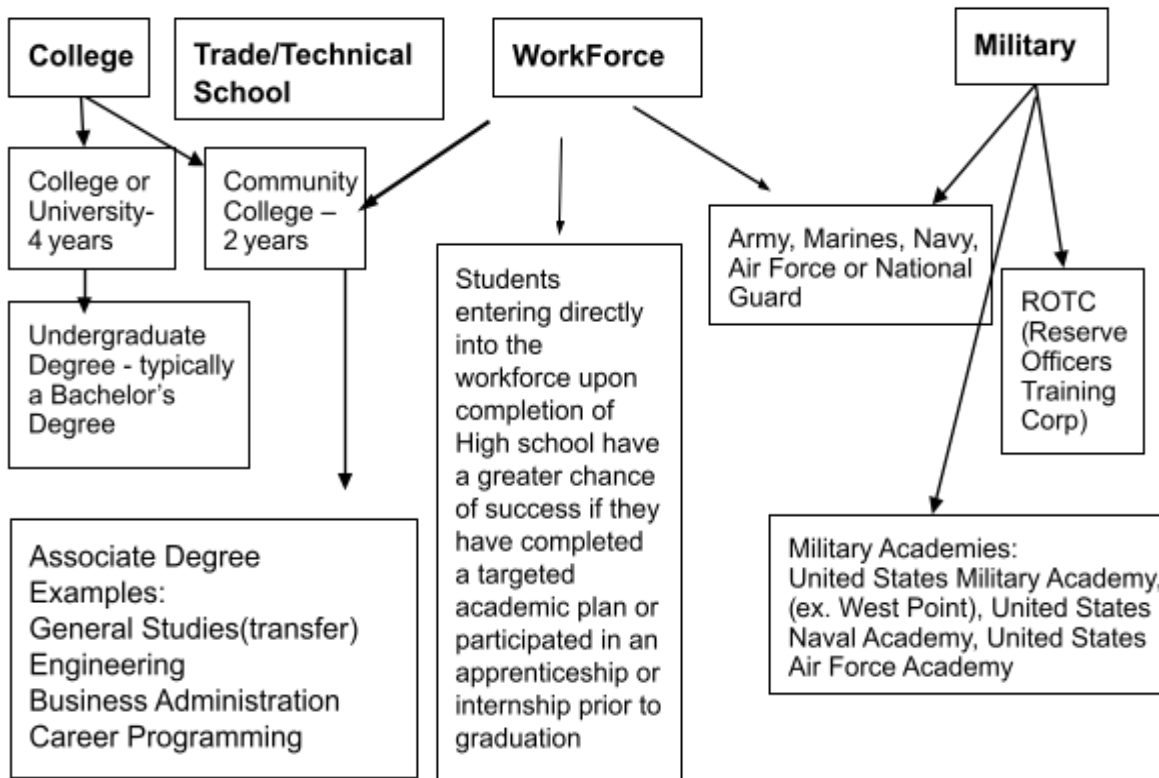 College
Trade/Technical
School
WorkForce
Military
College or
University-
4 years
Community
College –
2 years
Army, Marines, Navy,
Air Force or National
Guard
ROTC
(Reserve
Officers
Training
Corp)
Undergraduate
Degree - typically
a Bachelor’s
Degree
Students
entering directly
into the
workforce upon
completion of
High school have
a greater chance
of success if they
have completed
a targeted
academic plan or
participated in an
apprenticeship or
internship prior to
graduation
Associate Degree
Examples:
General Studies(transfer)
Engineering
Business Administration
Career Programming
Military Academies:
United States Military Academy,
(ex. West Point), United States
Naval Academy, United States
Air Force Academy